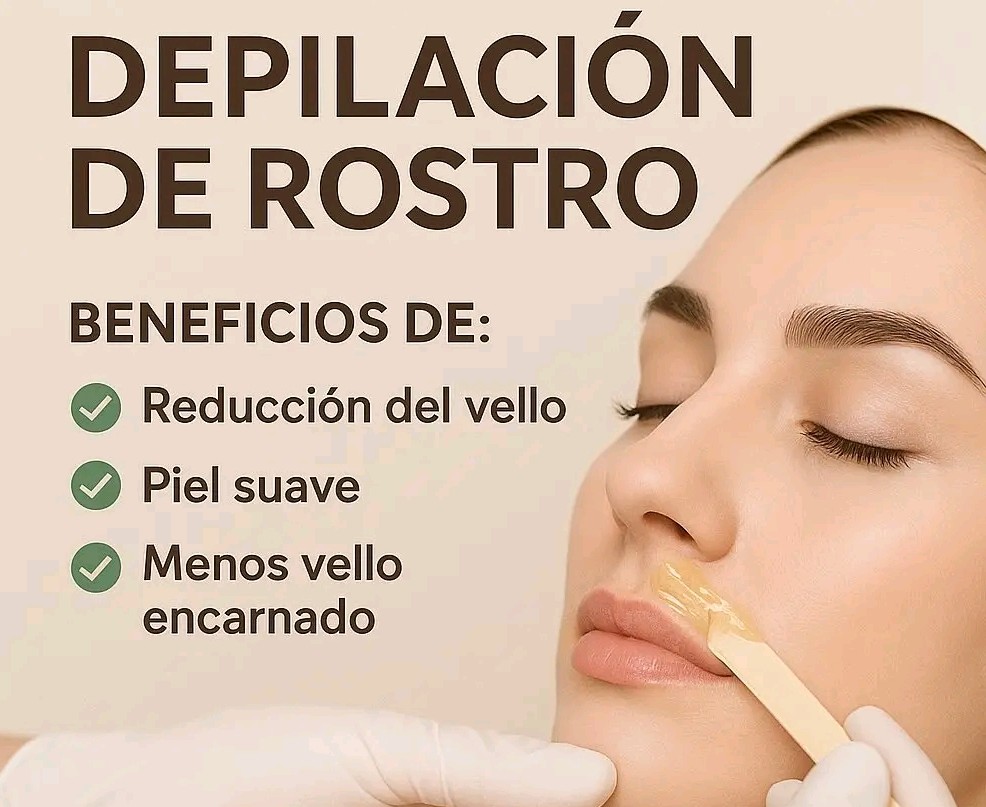 DEPILACIÓN
DE ROSTRO
BENEFICIOS DE:
Reducción del vello
Piel suave
Menos vello
encarnado